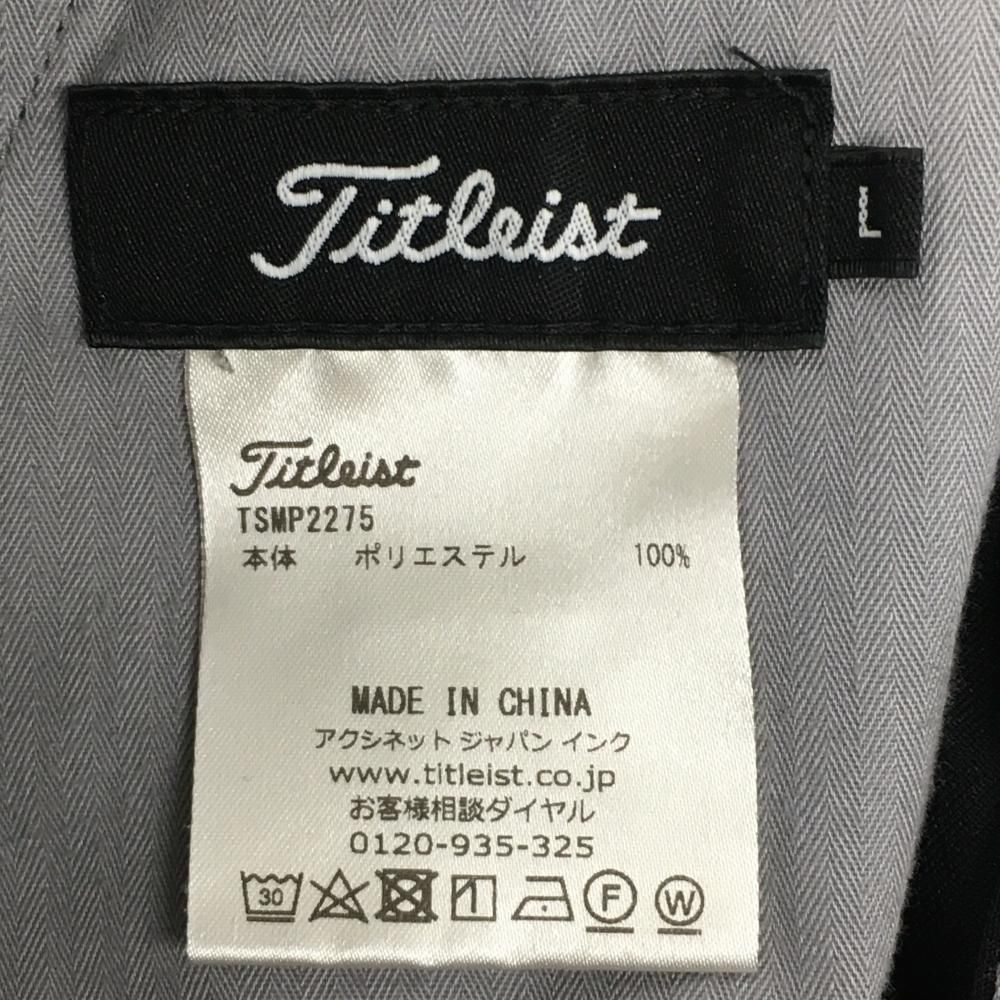 Titleist
L
Titleist
TSMP2275
本体 ポリエステル 100%
MADE IN CHINA
アクシネット ジャパン インク
www.titleist.co.jp
お客様相談ダイヤル
0120-935-325
30 F W